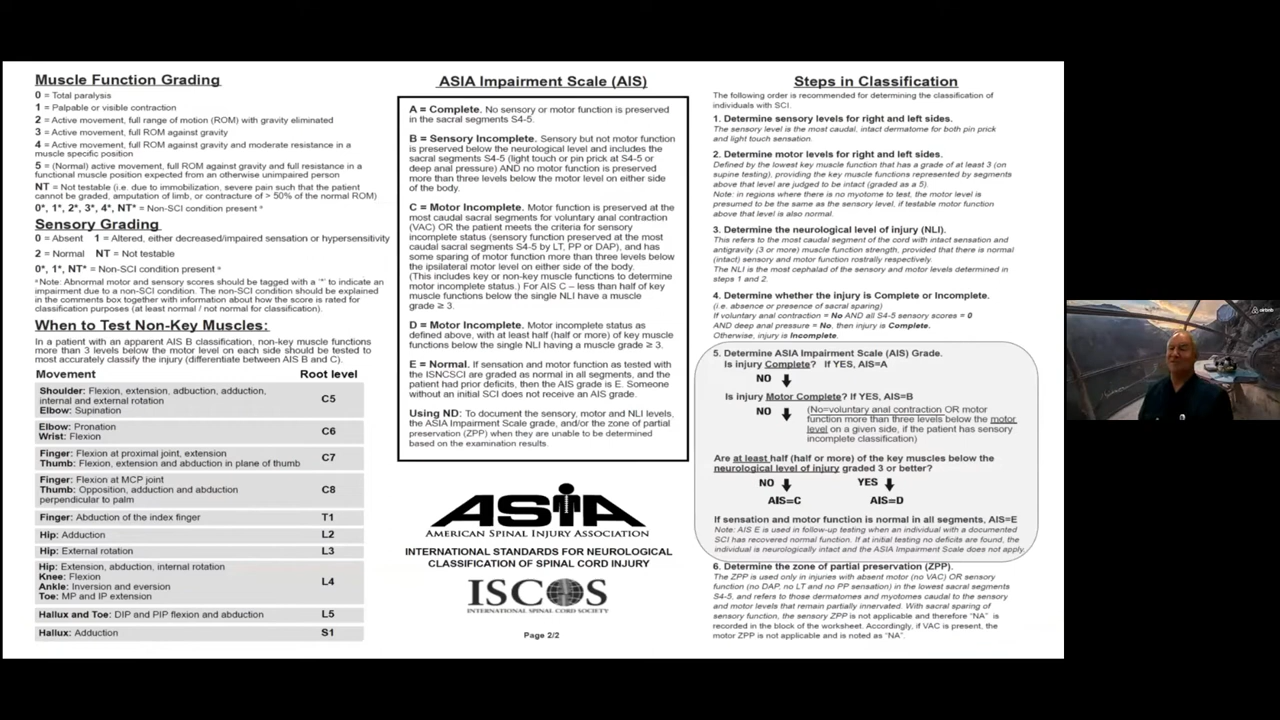 Muscle Function Grading
0 = Total paralysis
1 = Palpable or visible contraction
2 = Active movement, full range of motion (ROM) with gravity eliminated
3 = Active movement, full ROM against gravity
4 = Active movement, full ROM against gravity and moderate resistance in a
muscle specific position
5 = (Normal) active movement, full ROM against gravity and full resistance in a
functional muscle position expected from an otherwise unimpaired person
NT = Not testable (i.e. due to immobilization, severe pain such that the patient
cannot be graded, amputation of limb, or contracture of > 50% of the normal ROM)
0*, 1*, 2*, 3*, 4*, NT* = Non-SCI condition present ª
Sensory Grading
0 = Absent 1 = Altered, either decreased/impaired sensation or hypersensitivity
2 = Normal NT = Not testable
0*, 1*, NT* = Non-SCI condition present ª
ª Note: Abnormal motor and sensory scores should be tagged with a '*' to indicate an
impairment due to a non-SCI condition. The non-SCI condition should be explained
in the comments box together with information about how the score is rated for
classification purposes (at least normal / not normal for classification).
When to Test Non-Key Muscles:
In a patient with an apparent AIS B classification, non-key muscle functions
more than 3 levels below the motor level on each side should be tested to
most accurately classify the injury (differentiate between AIS B and C).
Movement Root level
Shoulder: Flexion, extension, adbuction, adduction,
internal and external rotation
Elbow: Supination
C5
Elbow: Pronation
Wrist: Flexion
C6
Finger: Flexion at proximal joint, extension
Thumb: Flexion, extension and abduction in plane of thumb
C7
Finger: Flexion at MCP joint
Thumb: Opposition, adduction and abduction
perpendicular to palm
C8
Finger: Abduction of the index finger T1
Hip: Adduction L2
Hip: External rotation L3
Hip: Extension, abduction, internal rotation
Knee: Flexion
Ankle: Inversion and eversion
Toe: MP and IP extension
L4
Hallux and Toe: DIP and PIP flexion and abduction L5
Hallux: Adduction S1
ASIA Impairment Scale (AIS)
A = Complete. No sensory or motor function is preserved
in the sacral segments S4-5.
B = Sensory Incomplete. Sensory but not motor function
is preserved below the neurological level and includes the
sacral segments S4-5 (light touch or pin prick at S4-5 or
deep anal pressure) AND no motor function is preserved
more than three levels below the motor level on either side
of the body.
C = Motor Incomplete. Motor function is preserved at the
most caudal sacral segments for voluntary anal contraction
(VAC) OR the patient meets the criteria for sensory
incomplete status (sensory function preserved at the most
caudal sacral segments S4-5 by LT, PP or DAP), and has
some sparing of motor function more than three levels below
the ipsilateral motor level on either side of the body.
(This includes key or non-key muscle functions to determine
motor incomplete status.) For AIS C – less than half of key
muscle functions below the single NLI have a muscle
grade ≥ 3.
D = Motor Incomplete. Motor incomplete status as
defined above, with at least half (half or more) of key muscle
functions below the single NLI having a muscle grade ≥ 3.
E = Normal. If sensation and motor function as tested with
the ISNCSCI are graded as normal in all segments, and the
patient had prior deficits, then the AIS grade is E. Someone
without an initial SCI does not receive an AIS grade.
Using ND: To document the sensory, motor and NLI levels,
the ASIA Impairment Scale grade, and/or the zone of partial
preservation (ZPP) when they are unable to be determined
based on the examination results.
ASIA
AMERICAN SPINAL INJURY ASSOCIATION
INTERNATIONAL STANDARDS FOR NEUROLOGICAL
CLASSIFICATION OF SPINAL CORD INJURY
ISCOS
INTERNATIONAL SPINAL CORD SOCIETY
Page 2/2
Steps in Classification
The following order is recommended for determining the classification of
individuals with SCI.
1. Determine sensory levels for right and left sides.
The sensory level is the most caudal, intact dermatome for both pin prick
and light touch sensation.
2. Determine motor levels for right and left sides.
Defined by the lowest key muscle function that has a grade of at least 3 (on
supine testing), providing the key muscle functions represented by segments
above that level are judged to be intact (graded as a 5).
Note: in regions where there is no myotome to test, the motor level is
presumed to be the same as the sensory level, if testable motor function
above that level is also normal.
3. Determine the neurological level of injury (NLI).
This refers to the most caudal segment of the cord with intact sensation and
antigravity (3 or more) muscle function strength, provided that there is normal
(intact) sensory and motor function rostrally respectively.
The NLI is the most cephalad of the sensory and motor levels determined in
steps 1 and 2.
4. Determine whether the injury is Complete or Incomplete.
(i.e. absence or presence of sacral sparing)
If voluntary anal contraction = No AND all S4-5 sensory scores = 0
AND deep anal pressure = No, then injury is Complete.
Otherwise, injury is Incomplete.
5. Determine ASIA Impairment Scale (AIS) Grade.
Is injury Complete? If YES, AIS=A
NO
Is injury Motor Complete? If YES, AIS=B
NO
(No=voluntary anal contraction OR motor
function more than three levels below the motor
level on a given side, if the patient has sensory
incomplete classification)
Are at least half (half or more) of the key muscles below the
neurological level of injury graded 3 or better?
NO YES
AIS=C AIS=D
If sensation and motor function is normal in all segments, AIS=E
Note: AIS E is used in follow-up testing when an individual with a documented
SCI has recovered normal function. If at initial testing no deficits are found, the
individual is neurologically intact and the ASIA Impairment Scale does not apply.
6. Determine the zone of partial preservation (ZPP).
The ZPP is used only in injuries with absent motor (no VAC) OR sensory
function (no DAP, no LT and no PP sensation) in the lowest sacral segments
S4-5, and refers to those dermatomes and myotomes caudal to the sensory
and motor levels that remain partially innervated. With sacral sparing of
sensory function, the sensory ZPP is not applicable and therefore "NA" is
recorded in the block of the worksheet. Accordingly, if VAC is present, the
motor ZPP is not applicable and is noted as "NA".
airbnb